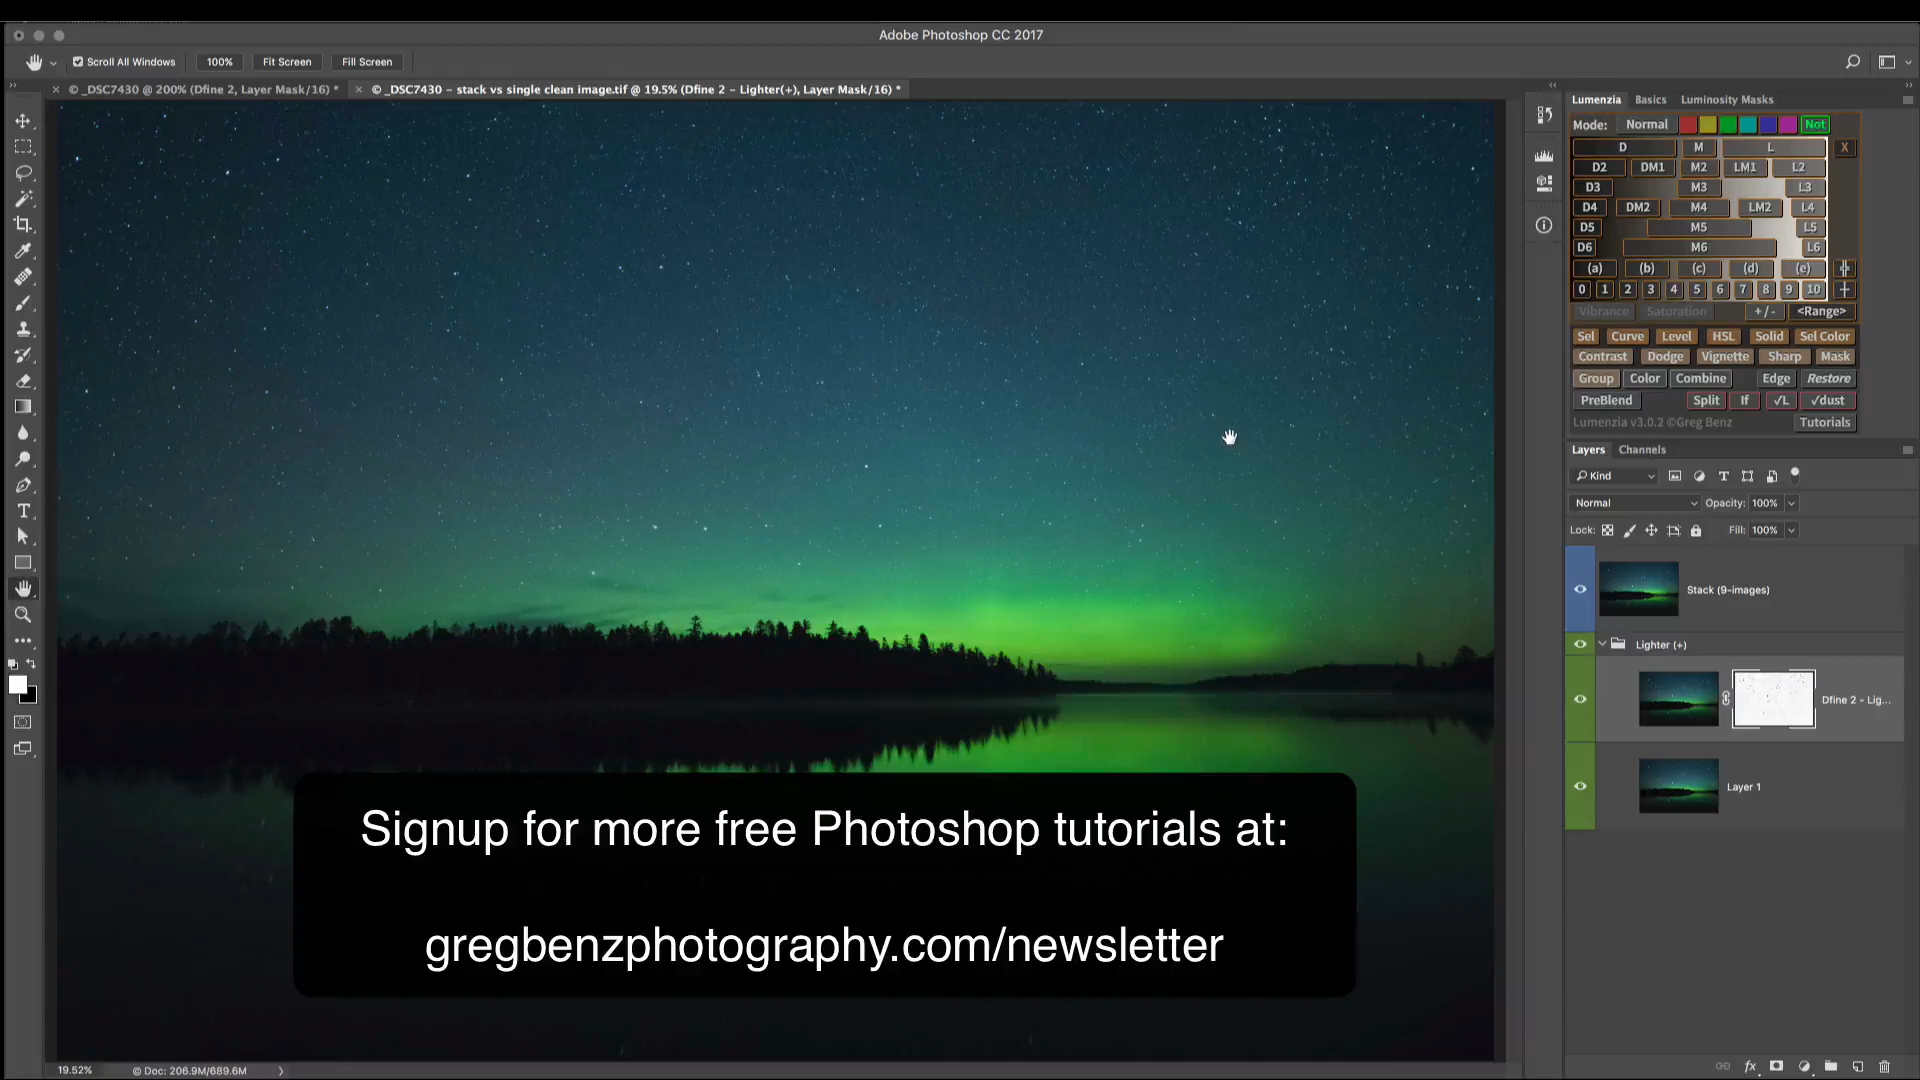 Adobe Photoshop CC 2017
Scroll All Windows 100% Fit Screen Fill Screen
© _DSC7430 @ 200% (Dfine 2, Layer Mask/16) *
© _DSC7430 - stack vs single clean image.tif @ 19.5% (Dfine 2 - Lighter(+), Layer Mask/16) *
Lumenzia Basics Luminosity Masks
Mode: Normal Not
D M L X
D2 DM1 M2 LM1 L2
D3 M3 L3
D4 DM2 M4 LM2 L4
D5 M5 L5
D6 M6 L6
(a) (b) (c) (d) (e)
0 1 2 3 4 5 6 7 8 9 10
Vibrance Saturation +/- <Range>
Sel Curve Level HSL Solid Sel Color
Contrast Dodge Vignette Sharp Mask
Group Color Combine Edge Restore
PreBlend Split If √L √dust
Lumenzia v3.0.2 ©Greg Benz Tutorials
Layers Channels
Kind
Normal Opacity: 100%
Lock: Fill: 100%
Stack (9-images)
Lighter (+)
Dfine 2 - Lig...
Layer 1
Signup for more free Photoshop tutorials at:
gregbenzphotography.com/newsletter
19.52% Doc: 206.9M/689.6M
fx